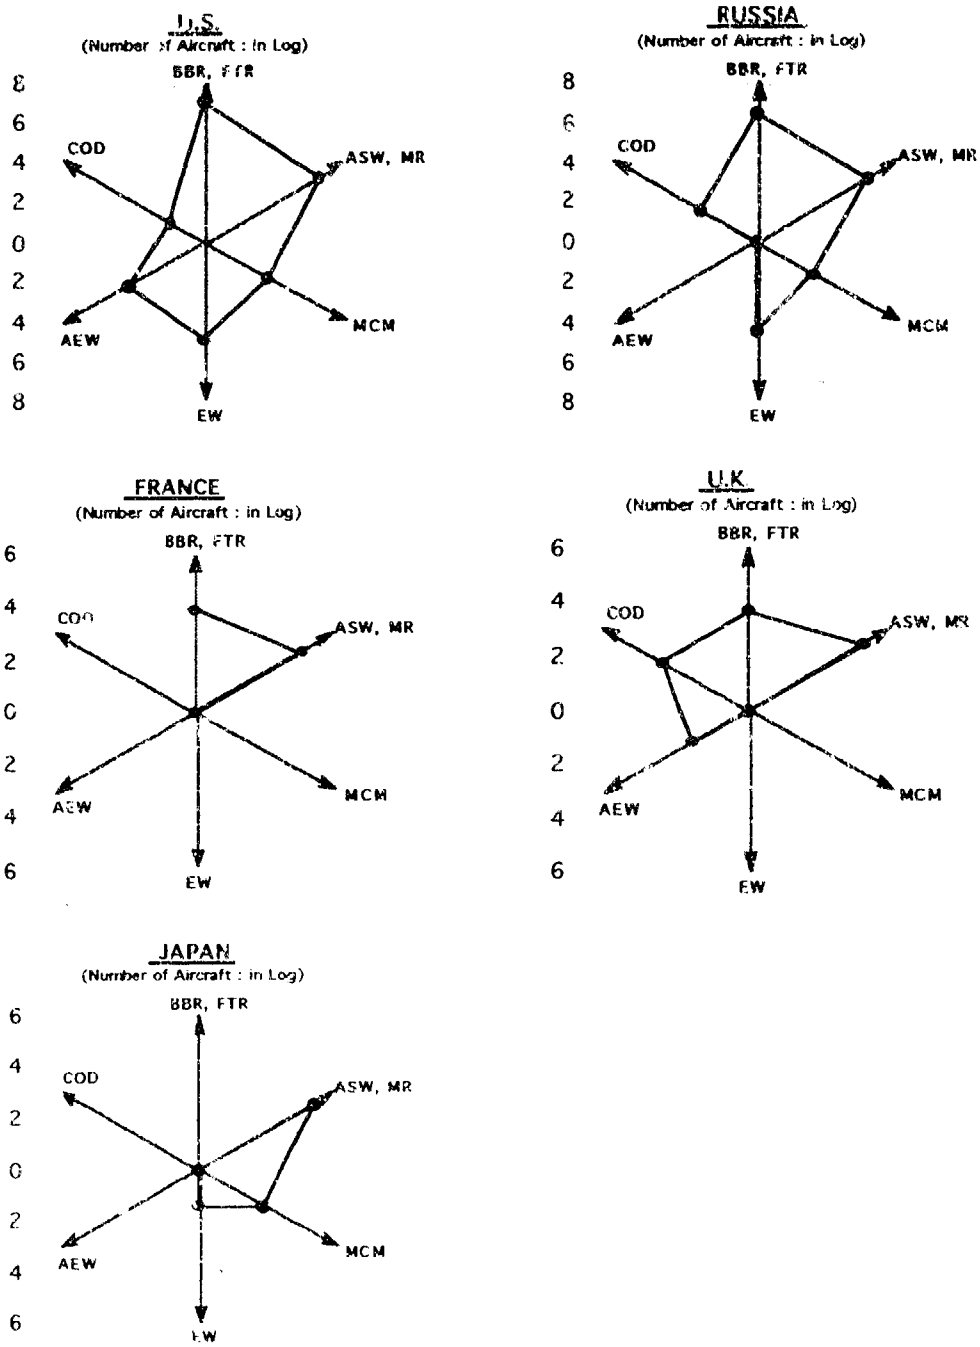 U.S.
(Number of Aircraft : in Log)
BBR, FTR
8
6
4
2
0
2
4
6
8
COD
ASW, MR
AEW
MCM
EW
RUSSIA
(Number of Aircraft : in Log)
BBR, FTR
8
6
4
2
0
2
4
6
8
COD
ASW, MR
AEW
MCM
EW
FRANCE
(Number of Aircraft : in Log)
BBR, FTR
6
4
2
0
2
4
6
COD
ASW, MR
AEW
MCM
EW
U.K.
(Number of Aircraft : in Log)
BBR, FTR
6
4
2
0
2
4
6
COD
ASW, MR
AEW
MCM
EW
JAPAN
(Number of Aircraft : in Log)
BBR, FTR
6
4
2
0
2
4
6
COD
ASW, MR
AEW
MCM
EW